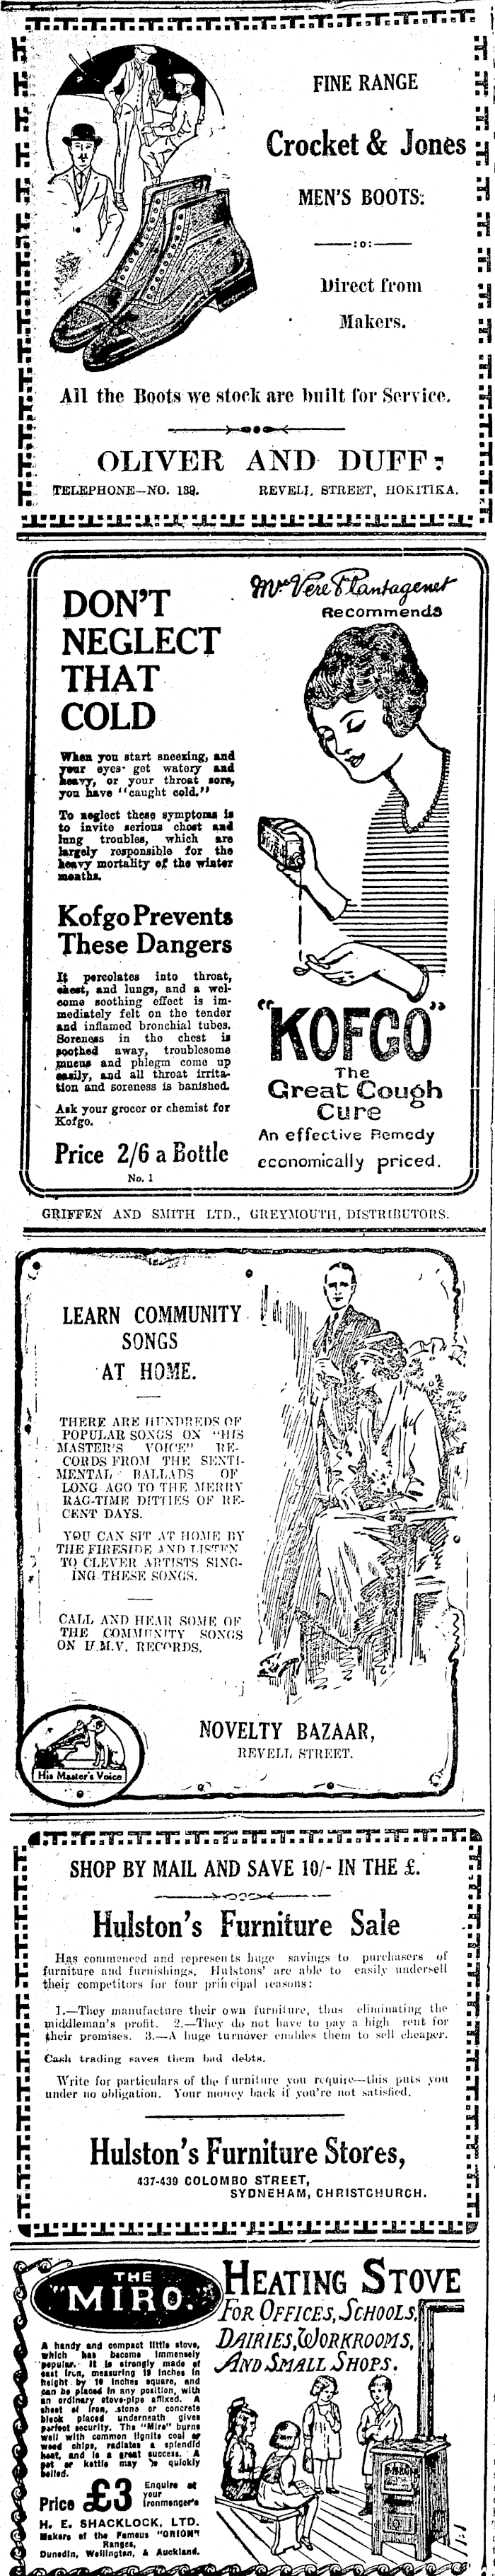 FINE RANGE
Crocket & Jones
MEN'S BOOTS:
—:o:—
Direct from
Makers.
All the Boots we stock are built for Service.
OLIVER AND DUFF:
TELEPHONE—NO. 139. REVELL STREET, HOKITIKA.
DON'T
NEGLECT
THAT
COLD
When you start sneezing, and
your eyes get watery and
heavy, or your throat sore,
you have "caught cold."
To neglect these symptoms is
to invite serious chest and
lung troubles, which are
largely responsible for the
heavy mortality of the winter
months.
Kofgo Prevents
These Dangers
It percolates into throat,
chest, and lungs, and a wel-
come soothing effect is im-
mediately felt on the tender
and inflamed bronchial tubes.
Soreness in the chest is
soothed away, troublesome
mucus and phlegm come up
easily, and all throat irrita-
tion and soreness is banished.
Ask your grocer or chemist for
Kofgo.
Price 2/6 a Bottle
No. 1
Mrs Vere Plantagenet
Recommends
"KOFGO"
The
Great Cough
Cure
An effective Remedy
economically priced.
GRIFFEN AND SMITH LTD., GREYMOUTH, DISTRIBUTORS.
LEARN COMMUNITY
SONGS
AT HOME.
THERE ARE HUNDREDS OF
POPULAR SONGS ON "HIS
MASTER'S VOICE" RE-
CORDS FROM THE SENTI-
MENTAL BALLADS OF
LONG AGO TO THE MERRY
RAG-TIME DITTIES OF RE-
CENT DAYS.
YOU CAN SIT AT HOME BY
THE FIRESIDE AND LISTEN
TO CLEVER ARTISTS SING-
ING THESE SONGS.
CALL AND HEAR SOME OF
THE COMMUNITY SONGS
ON H.M.V. RECORDS.
His Master's Voice
NOVELTY BAZAAR,
REVELL STREET.
SHOP BY MAIL AND SAVE 10/- IN THE £.
Hulston's Furniture Sale
Has commenced and represents huge savings to purchasers of
furniture and furnishings. Hulstons' are able to easily undersell
their competitors for four principal reasons:
1.—They manufacture their own furniture, thus eliminating the
middleman's profit. 2.—They do not have to pay a high rent for
their premises. 3.—A huge turnover enables them to sell cheaper.
Cash trading saves them bad debts.
Write for particulars of the furniture you require—this puts you
under no obligation. Your money back if you're not satisfied.
Hulston's Furniture Stores,
437-439 COLOMBO STREET,
SYDNEHAM, CHRISTCHURCH.
THE
"MIRO."
HEATING STOVE
FOR OFFICES, SCHOOLS,
DAIRIES, WORKROOMS,
AND SMALL SHOPS.
A handy and compact little stove,
which has become immensely
popular. It is strongly made of
cast iron, measuring 19 inches in
height by 10 inches square, and
can be placed in any position, with
an ordinary stove-pipe affixed. A
sheet of iron, stone or concrete
block placed underneath gives
perfect security. The "Miro" burns
well with common lignite coal or
wood chips, radiates a splendid
heat, and is a great success. A
pot or kettle may be quickly
boiled.
Price £3 Enquire at
your
Ironmonger's
H. E. SHACKLOCK, LTD.
Makers of the Famous "ORION"
Ranges,
Dunedin, Wellington, & Auckland.